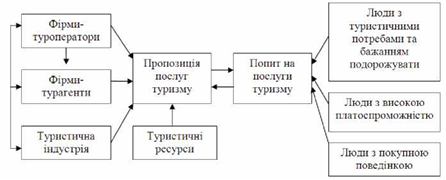 Фірми-
туроператори
Фірми-
турагенти
Туристична
індустрія
Пропозиція
послуг
туризму
Туристичні
ресурси
Попит на
послуги
туризму
Люди з
туристичними
потребами та
бажанням
подорожувати
Люди з високою
платоспроможністю
Люди з покупною
поведінкою